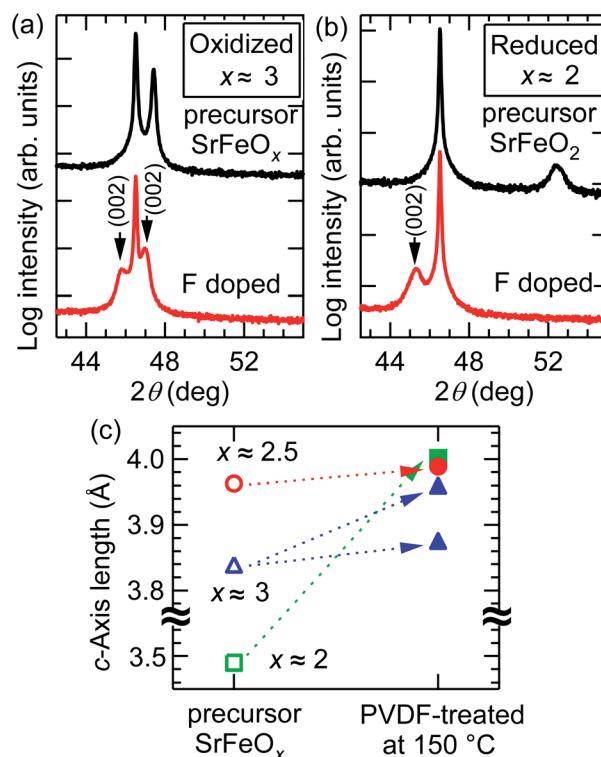 (a)
Oxidized
x ≈ 3
precursor
SrFeOₓ
(002)
(002)
F doped
Log intensity (arb. units)
44 48 52
2θ (deg)
(b)
Reduced
x ≈ 2
precursor
SrFeO₂
(002)
F doped
Log intensity (arb. units)
44 48 52
2θ (deg)
(c)
c-Axis length (Å)
4.0
3.9
3.8
3.5
x ≈ 2.5
x ≈ 3
x ≈ 2
precursor
SrFeOₓ
PVDF-treated
at 150 °C